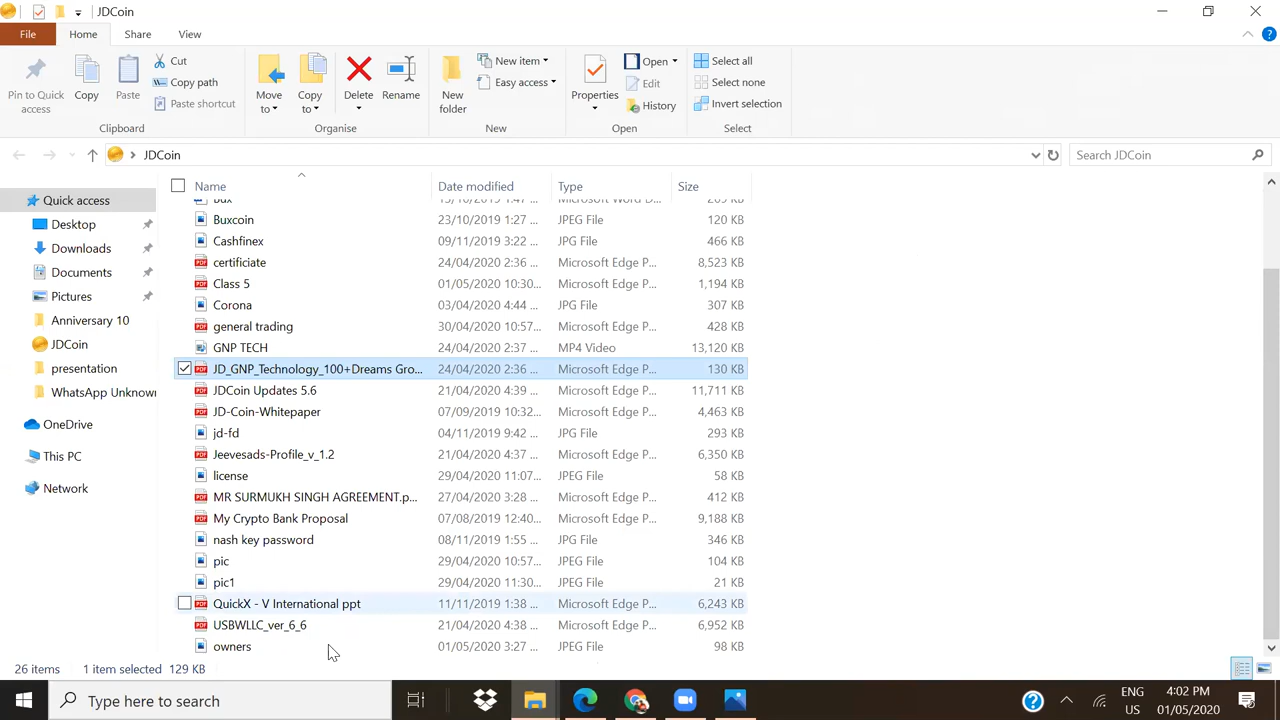 JDCoin
File Home Share View
Pin to Quick access
Copy
Paste
Cut
Copy path
Paste shortcut
Clipboard
Move to
Copy to
Delete
Rename
Organise
New folder
New item
Easy access
New
Properties
Open
Edit
History
Open
Select all
Select none
Invert selection
Select
JDCoin
Search JDCoin
Quick access
Desktop
Downloads
Documents
Pictures
Anniversary 10
JDCoin
presentation
WhatsApp Unknown
OneDrive
This PC
Network
Name Date modified Type Size
Buxcoin 23/10/2019 1:27 ... JPEG File 120 KB
Cashfinex 09/11/2019 3:22 ... JPG File 466 KB
certificiate 24/04/2020 2:36 ... Microsoft Edge P... 8,523 KB
Class 5 01/05/2020 10:30... Microsoft Edge P... 1,194 KB
Corona 03/04/2020 4:44 ... JPG File 307 KB
general trading 30/04/2020 10:57... Microsoft Edge P... 428 KB
GNP TECH 24/04/2020 2:37 ... MP4 Video 13,120 KB
JD_GNP_Technology_100+Dreams Gro... 24/04/2020 2:36 ... Microsoft Edge P... 130 KB
JDCoin Updates 5.6 21/04/2020 4:39 ... Microsoft Edge P... 11,711 KB
JD-Coin-Whitepaper 07/09/2019 10:32... Microsoft Edge P... 4,463 KB
jd-fd 04/11/2019 9:42 ... JPG File 293 KB
Jeevesads-Profile_v_1.2 21/04/2020 4:37 ... Microsoft Edge P... 6,350 KB
license 29/04/2020 11:07... JPEG File 58 KB
MR SURMUKH SINGH AGREEMENT.p... 27/04/2020 3:28 ... Microsoft Edge P... 412 KB
My Crypto Bank Proposal 07/08/2019 12:40... Microsoft Edge P... 9,188 KB
nash key password 08/11/2019 1:55 ... JPG File 346 KB
pic 29/04/2020 10:57... JPEG File 104 KB
pic1 29/04/2020 11:30... JPEG File 21 KB
QuickX - V International ppt 11/11/2019 1:38 ... Microsoft Edge P... 6,243 KB
USBWLLC_ver_6_6 21/04/2020 4:38 ... Microsoft Edge P... 6,952 KB
owners 01/05/2020 3:27 ... JPEG File 98 KB
26 items 1 item selected 129 KB
Type here to search
ENG
US
4:02 PM
01/05/2020